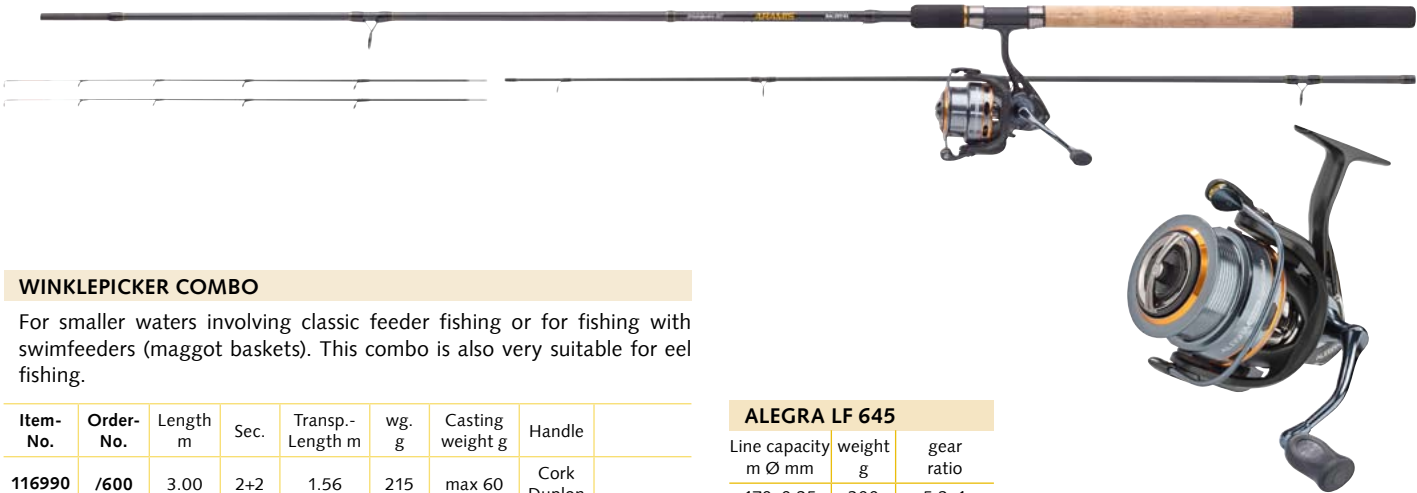 ARAMIS
WINKLEPICKER COMBO
For smaller waters involving classic feeder fishing or for fishing with
swimfeeders (maggot baskets). This combo is also very suitable for eel
fishing.
Item-No. Order-No. Length m Sec. Transp.-Length m wg. g Casting weight g Handle
116990 /600 3.00 2+2 1.56 215 max 60 Cork
ALEGRA LF 645
Line capacity m Ø mm weight g gear ratio